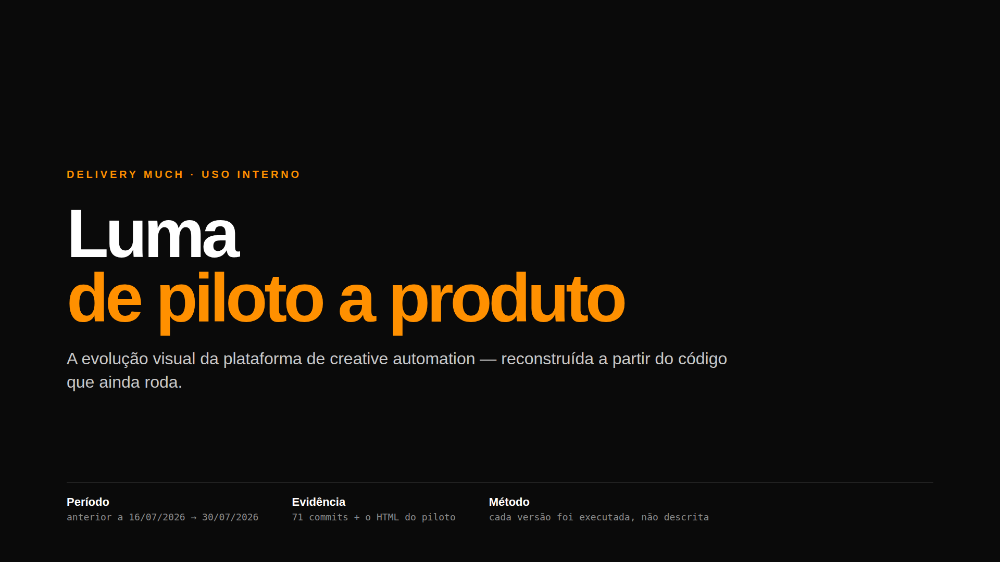 DELIVERY MUCH · USO INTERNO
Luma
de piloto a produto
A evolução visual da plataforma de creative automation — reconstruída a partir do código
que ainda roda.
Período
anterior a 16/07/2026 → 30/07/2026
Evidência
71 commits + o HTML do piloto
Método
cada versão foi executada, não descrita